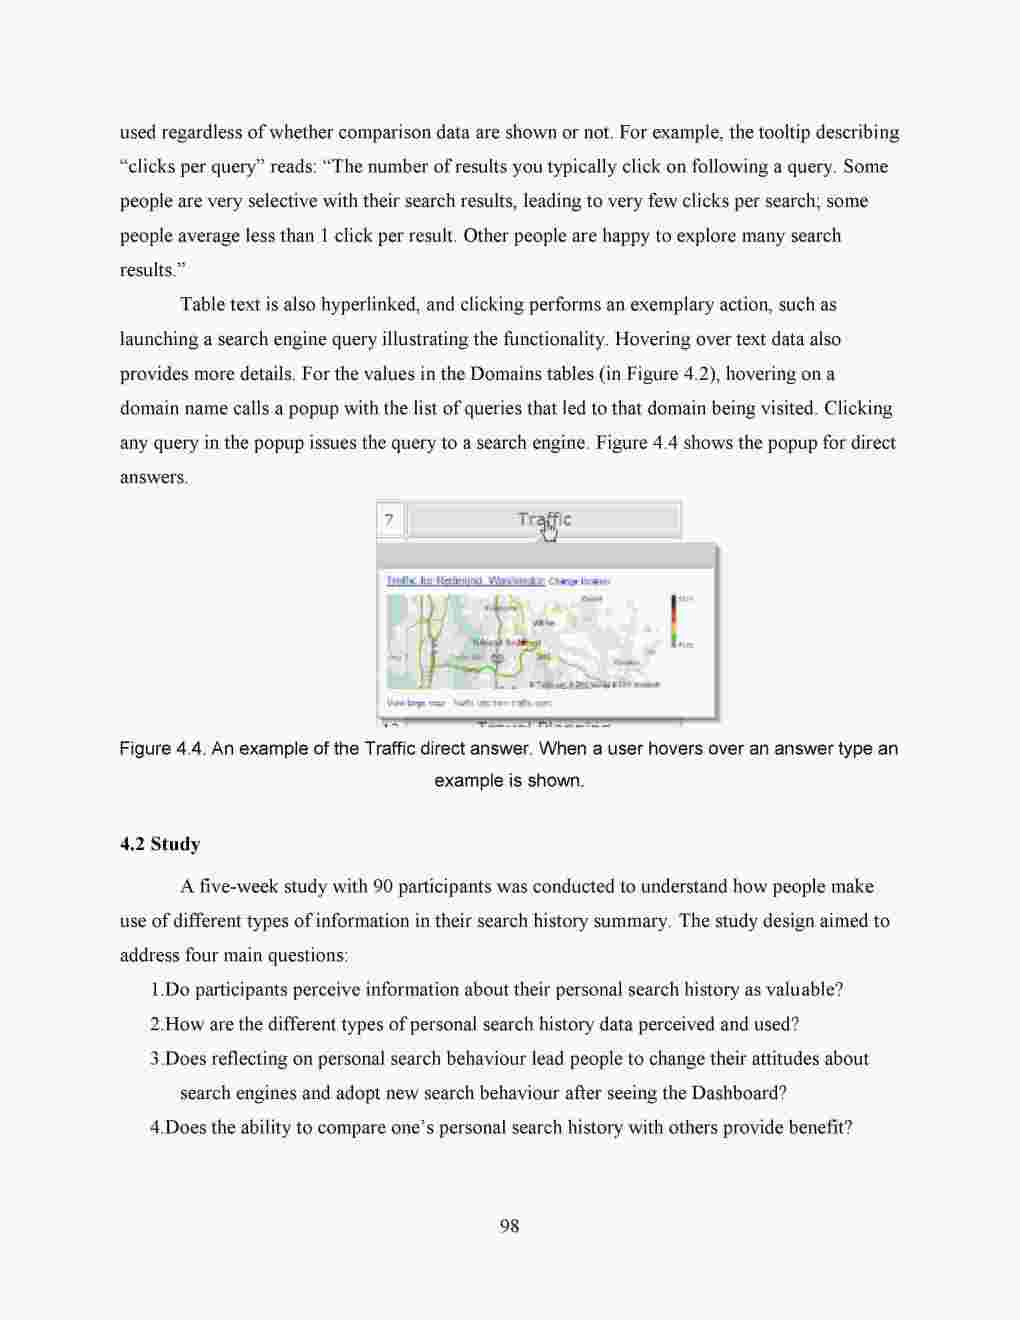 used regardless of whether comparison data are shown or not. For example, the tooltip describing
“clicks per query” reads: “The number of results you typically click on following a query. Some
people are very selective with their search results, leading to very few clicks per search; some
people average less than 1 click per result. Other people are happy to explore many search
results.”
Table text is also hyperlinked, and clicking performs an exemplary action, such as
launching a search engine query illustrating the functionality. Hovering over text data also
provides more details. For the values in the Domains tables (in Figure 4.2), hovering on a
domain name calls a popup with the list of queries that led to that domain being visited. Clicking
any query in the popup issues the query to a search engine. Figure 4.4 shows the popup for direct
answers.
7 Traffic
Traffic for Redmond, Washington Change location
View large map
Figure 4.4. An example of the Traffic direct answer. When a user hovers over an answer type an
example is shown.
4.2 Study
A five-week study with 90 participants was conducted to understand how people make
use of different types of information in their search history summary. The study design aimed to
address four main questions:
1.Do participants perceive information about their personal search history as valuable?
2.How are the different types of personal search history data perceived and used?
3.Does reflecting on personal search behaviour lead people to change their attitudes about
search engines and adopt new search behaviour after seeing the Dashboard?
4.Does the ability to compare one’s personal search history with others provide benefit?
98